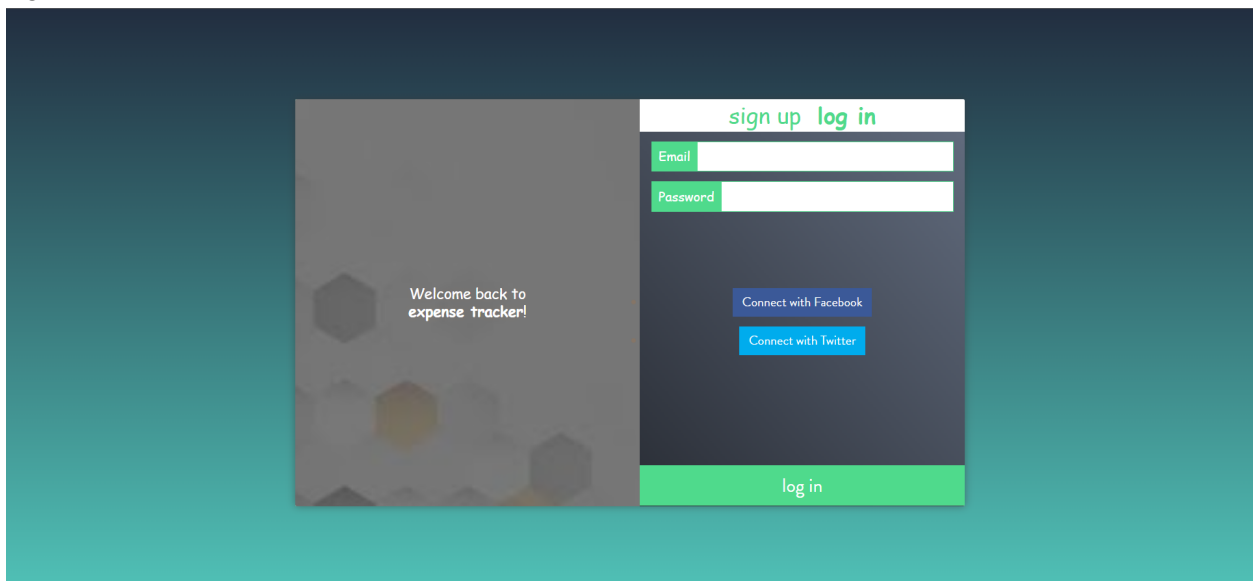 sign up log in
Email
Password
Welcome back to
expense tracker!
Connect with Facebook
Connect with Twitter
log in